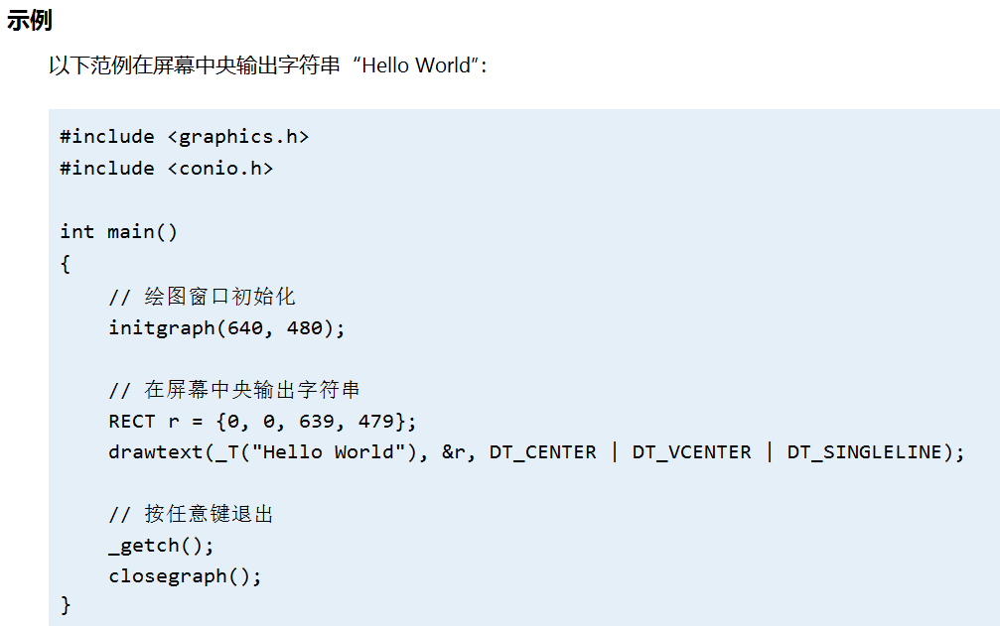 示例
以下范例在屏幕中央输出字符串“Hello World”：
#include <graphics.h>
#include <conio.h>
int main()
{
// 绘图窗口初始化
initgraph(640, 480);
// 在屏幕中央输出字符串
RECT r = {0, 0, 639, 479};
drawtext(_T("Hello World"), &r, DT_CENTER | DT_VCENTER | DT_SINGLELINE);
// 按任意键退出
_getch();
closegraph();
}